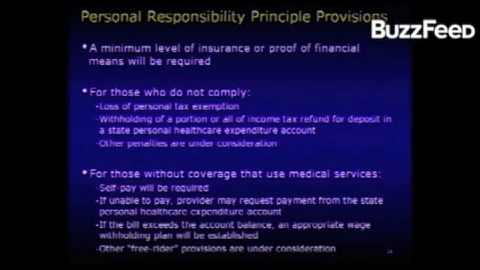 Personal Responsibility Principle Provisions
BuzzFeed
• A minimum level of insurance or proof of financial
means will be required
• For those who do not comply:
-Loss of personal tax exemption
-Withholding of a portion or all of income tax refund for deposit in
a state personal healthcare expenditure account
-Other penalties are under consideration
• For those without coverage that use medical services:
-Self-pay will be required
-If unable to pay, provider may request payment from the state
personal healthcare expenditure account
-If the bill exceeds the account balance, an appropriate wage
withholding plan will be established
-Other "free-rider" provisions are under consideration